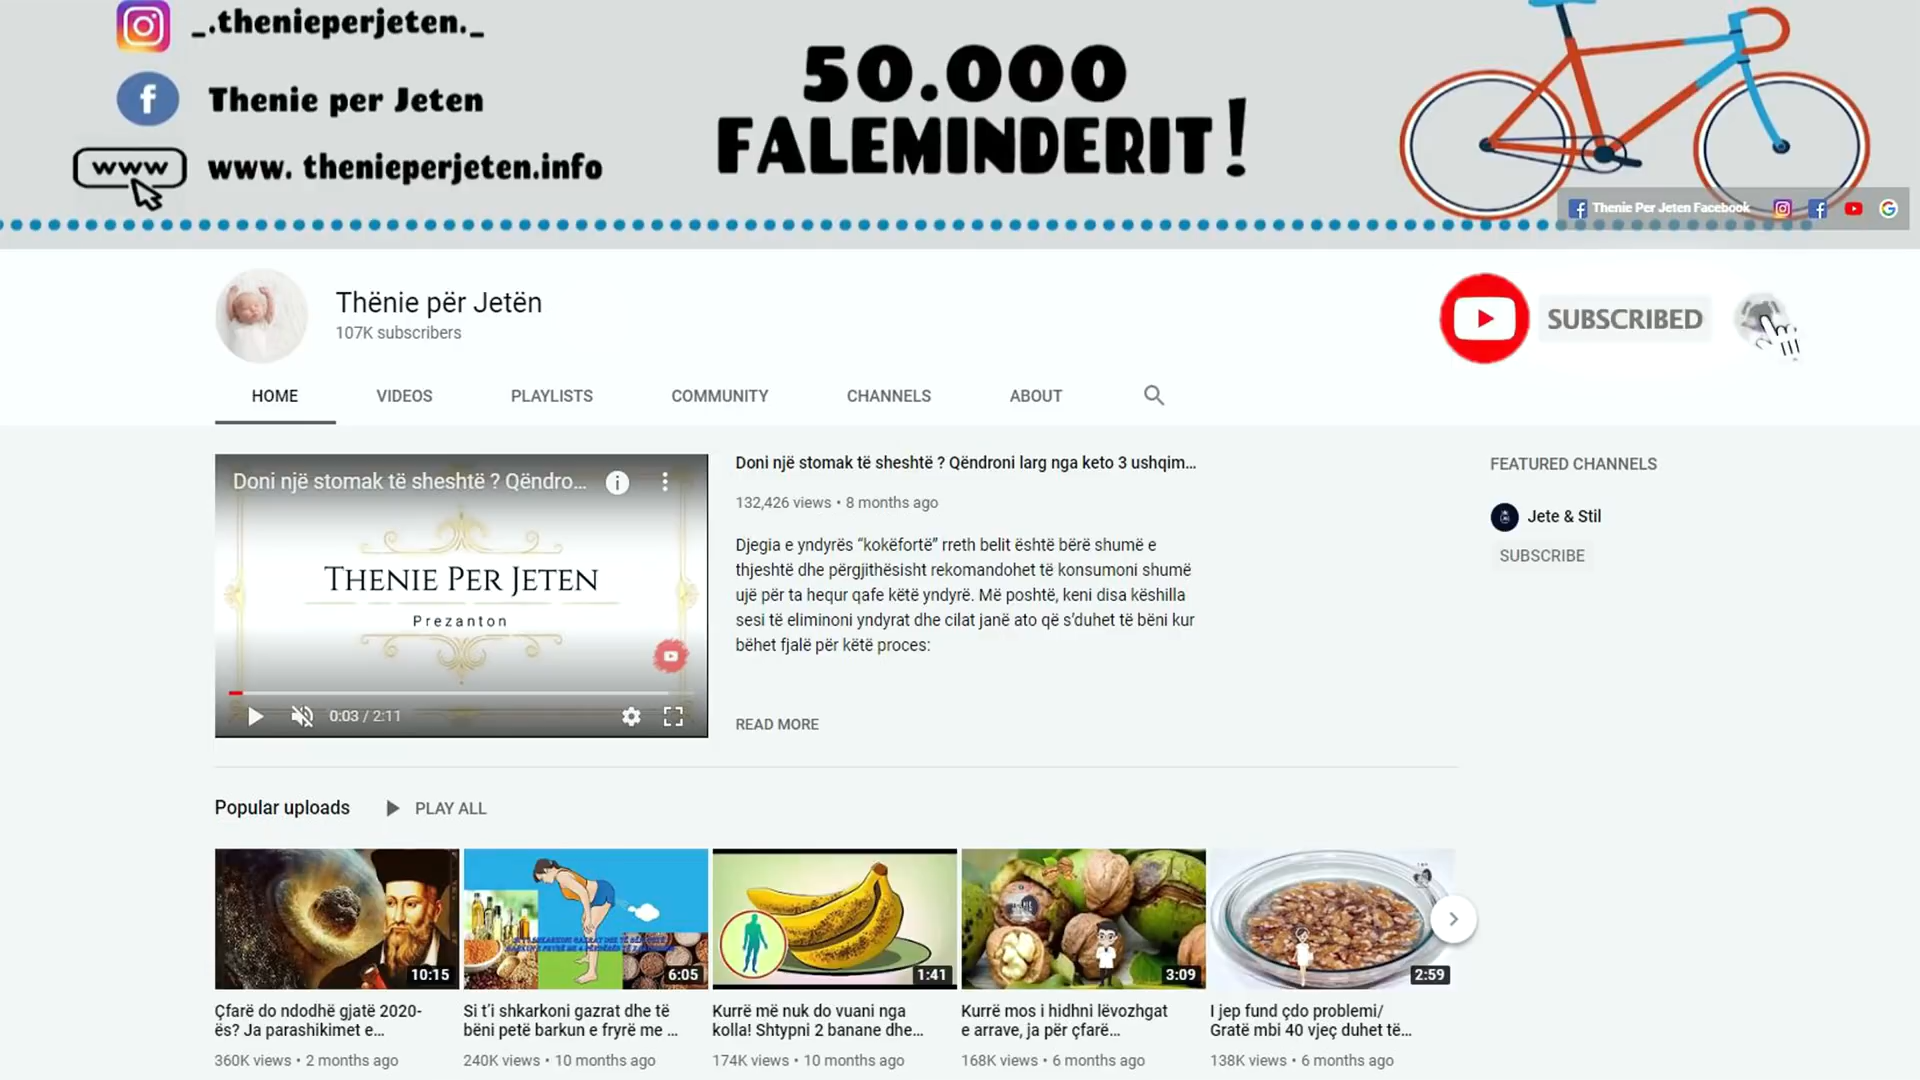 _.thenieperjeten._
Thenie per Jeten
www
www. thenieperjeten.info
50.000
FALEMINDERIT!
Thenie Per Jeten Facebook
Thënie për Jetën
107K subscribers
SUBSCRIBED
HOME
VIDEOS
PLAYLISTS
COMMUNITY
CHANNELS
ABOUT
Doni një stomak të sheshtë ? Qëndro...
THENIE PER JETEN
Prezanton
0:03 / 2:11
Doni një stomak të sheshtë ? Qëndroni larg nga keto 3 ushqim...
132,426 views • 8 months ago
Djegia e yndyrës “kokëfortë” rreth belit është bërë shumë e
thjeshtë dhe përgjithësisht rekomandohet të konsumoni shumë
ujë për ta hequr qafe këtë yndyrë. Më poshtë, keni disa këshilla
sesi të eliminoni yndyrat dhe cilat janë ato që s’duhet të bëni kur
bëhet fjalë për këtë proces:
READ MORE
FEATURED CHANNELS
Jete & Stil
SUBSCRIBE
Popular uploads
PLAY ALL
10:15
Çfarë do ndodhë gjatë 2020-
ës? Ja parashikimet e...
360K views • 2 months ago
6:05
Si t’i shkarkoni gazrat dhe të
bëni petë barkun e fryrë me ...
240K views • 10 months ago
1:41
Kurrë më nuk do vuani nga
kolla! Shtypni 2 banane dhe...
174K views • 10 months ago
3:09
Kurrë mos i hidhni lëvozhgat
e arrave, ja për çfarë...
168K views • 6 months ago
2:59
I jep fund çdo problemi/
Gratë mbi 40 vjeç duhet të...
138K views • 6 months ago